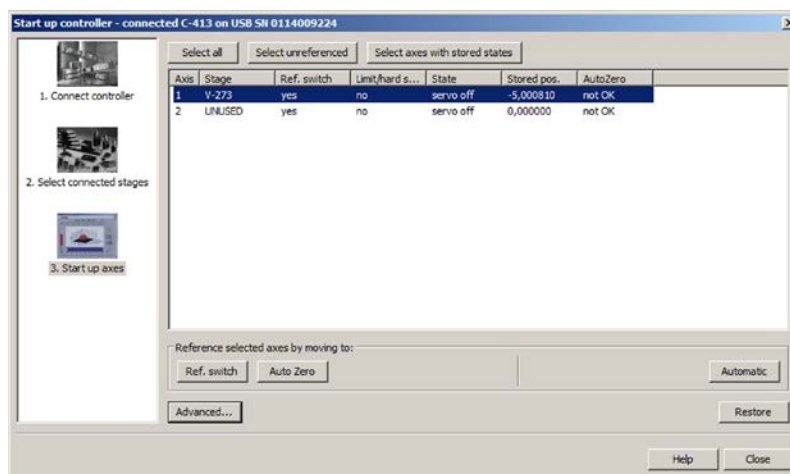 Start up controller - connected C-413 on USB SN 0114009224
1. Connect controller
2. Select connected stages
3. Start up axes
Select all Select unreferenced Select axes with stored states
Axis Stage Ref. switch Limit/hard s... State Stored pos. AutoZero
1 V-273 yes no servo off -5,000810 not OK
2 UNUSED yes no servo off 0,000000 not OK
Reference selected axes by moving to:
Ref. switch Auto Zero Automatic
Advanced... Restore
Help Close